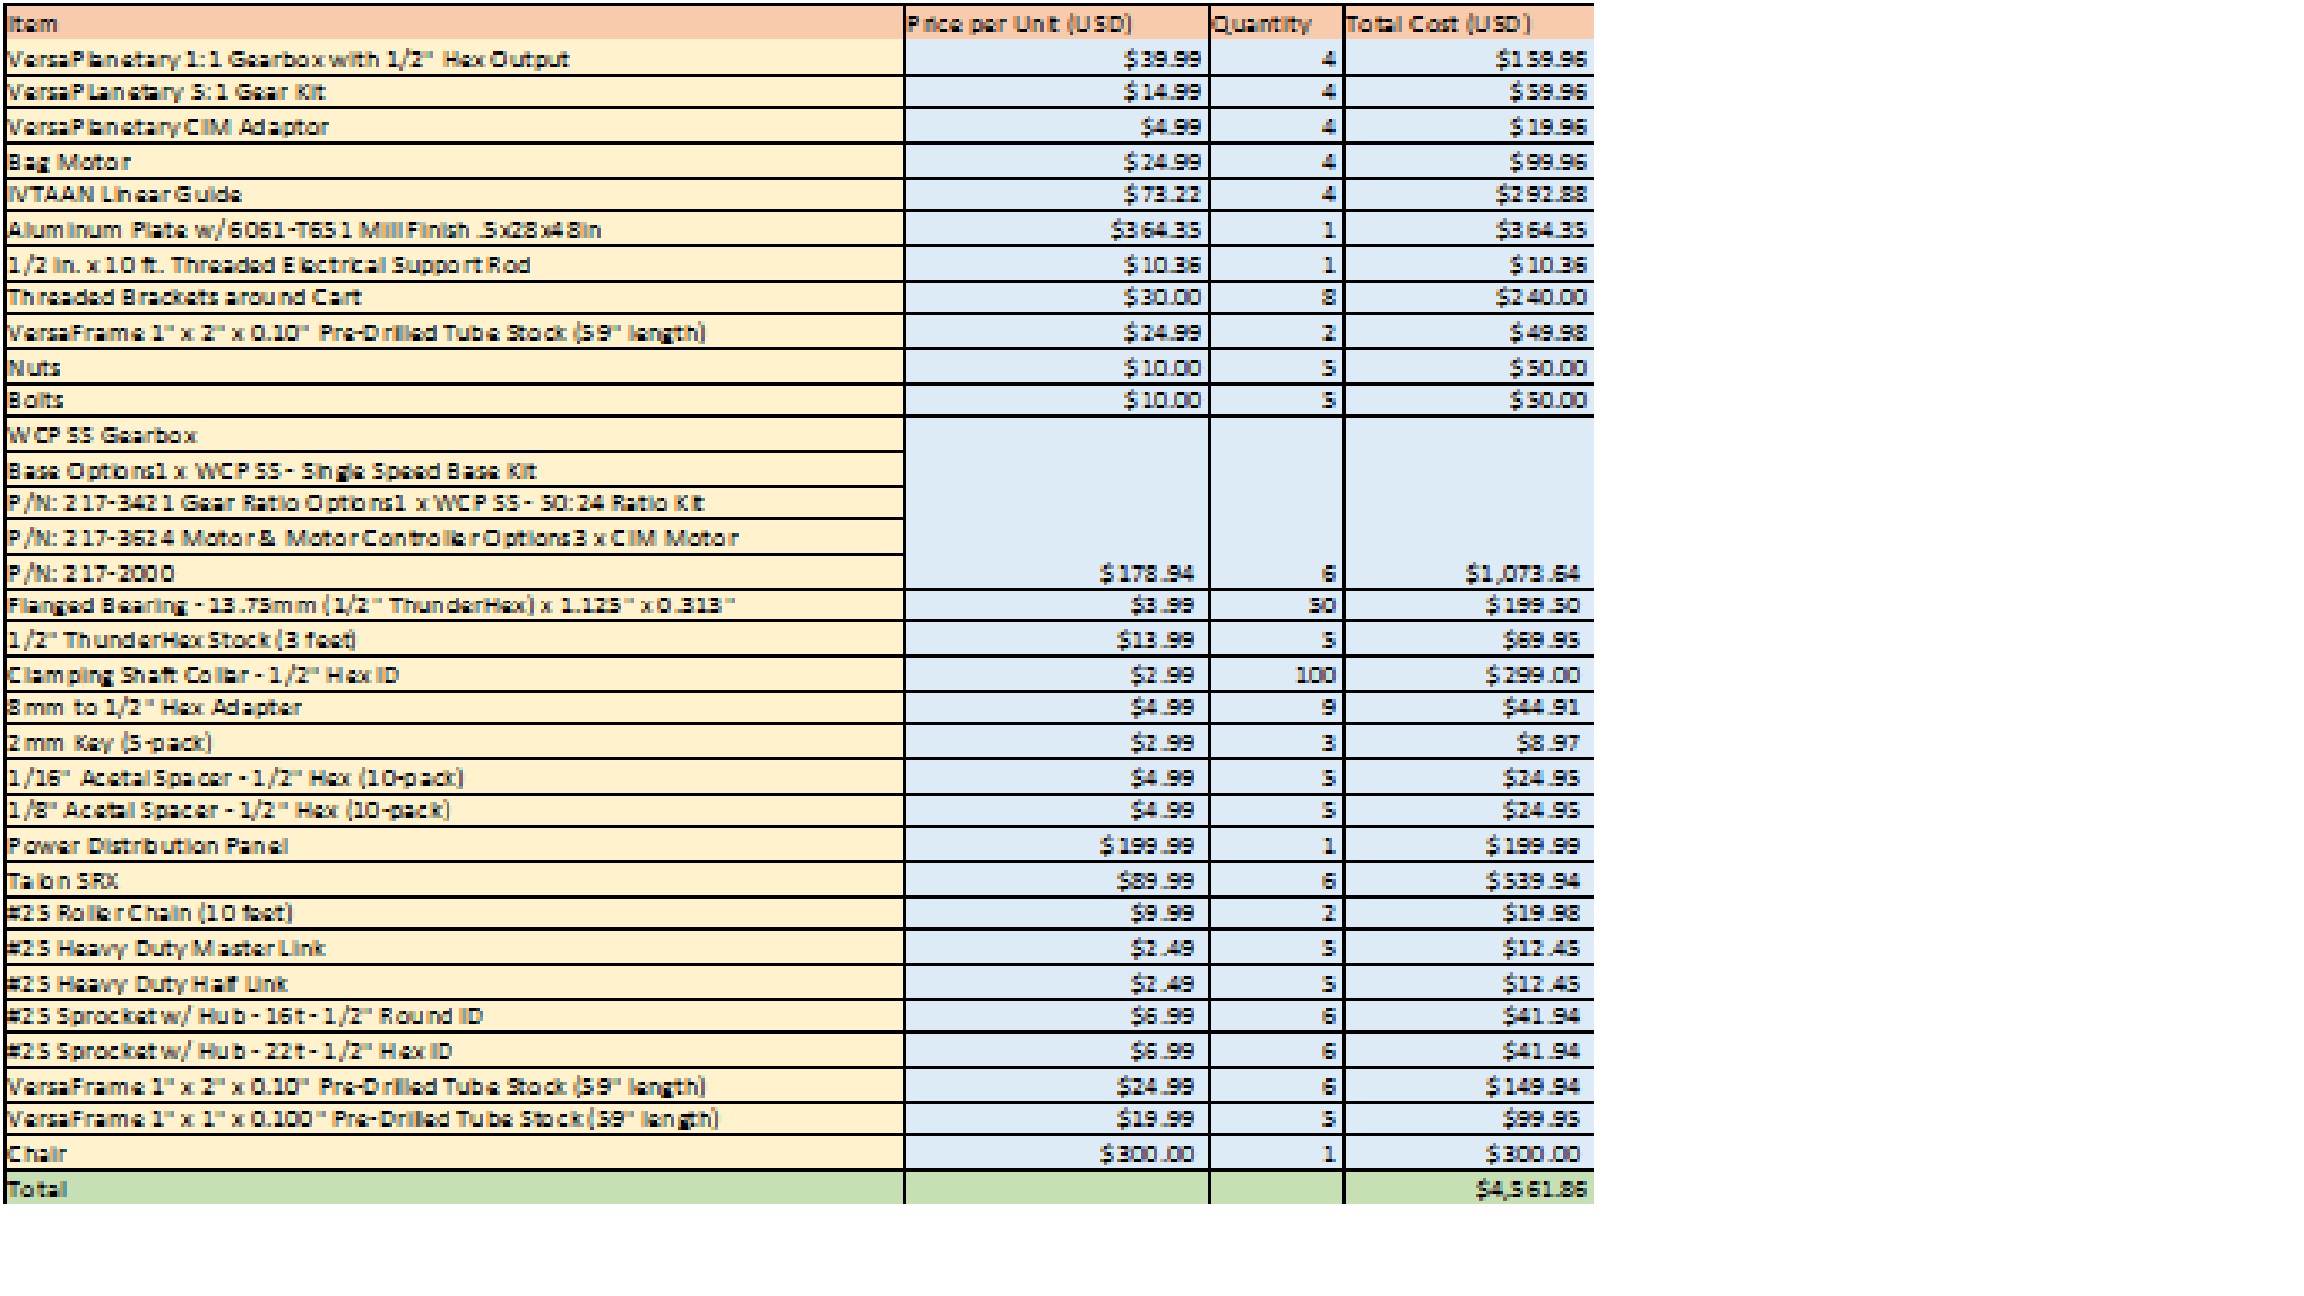 Item Price per Unit (USD) Quantity Total Cost (USD)
VersaPlanetary 1:1 Gearbox with 1/2" Hex Output $39.99 4 $159.96
VersaPLanetary 5:1 Gear Kit $14.99 4 $59.96
VersaPlanetary CIM Adaptor $4.99 4 $19.96
Bag Motor $24.99 4 $99.96
IVTAAN Linear Guide $73.22 4 $292.88
Aluminum Plate w/6061-T651 Mill Finish .5x28x48in $364.35 1 $364.35
1/2 in. x 10 ft. Threaded Electrical Support Rod $10.36 1 $10.36
Threaded Brackets around Cart $30.00 8 $240.00
VersaFrame 1" x 2" x 0.10" Pre-Drilled Tube Stock (59" length) $24.99 2 $49.98
Nuts $10.00 5 $50.00
Bolts $10.00 5 $50.00
WCP SS Gearbox
Base Options1 x WCP SS - Single Speed Base Kit
P/N: 217-3421 Gear Ratio Options1 x WCP SS - 50:24 Ratio Kit
P/N: 217-3624 Motor & Motor Controller Options3 x CIM Motor
P/N: 217-2000 $178.94 6 $1,073.64
Flanged Bearing - 13.75mm (1/2" ThunderHex) x 1.125" x 0.313" $3.99 50 $199.50
1/2" ThunderHex Stock (3 feet) $13.99 5 $69.95
Clamping Shaft Collar - 1/2" Hex ID $2.99 100 $299.00
8mm to 1/2" Hex Adapter $4.99 9 $44.91
2mm Key (5-pack) $2.99 3 $8.97
1/16" Acetal Spacer - 1/2" Hex (10-pack) $4.99 5 $24.95
1/8" Acetal Spacer - 1/2" Hex (10-pack) $4.99 5 $24.95
Power Distribution Panel $199.99 1 $199.99
Talon SRX $89.99 6 $539.94
#25 Roller Chain (10 feet) $9.99 2 $19.98
#25 Heavy Duty Master Link $2.49 5 $12.45
#25 Heavy Duty Half Link $2.49 5 $12.45
#25 Sprocket w/ Hub - 16t - 1/2" Round ID $6.99 6 $41.94
#25 Sprocket w/ Hub - 22t - 1/2" Hex ID $6.99 6 $41.94
VersaFrame 1" x 2" x 0.10" Pre-Drilled Tube Stock (59" length) $24.99 6 $149.94
VersaFrame 1" x 1" x 0.100" Pre-Drilled Tube Stock (59" length) $19.99 5 $99.95
Chair $300.00 1 $300.00
Total $4,561.86